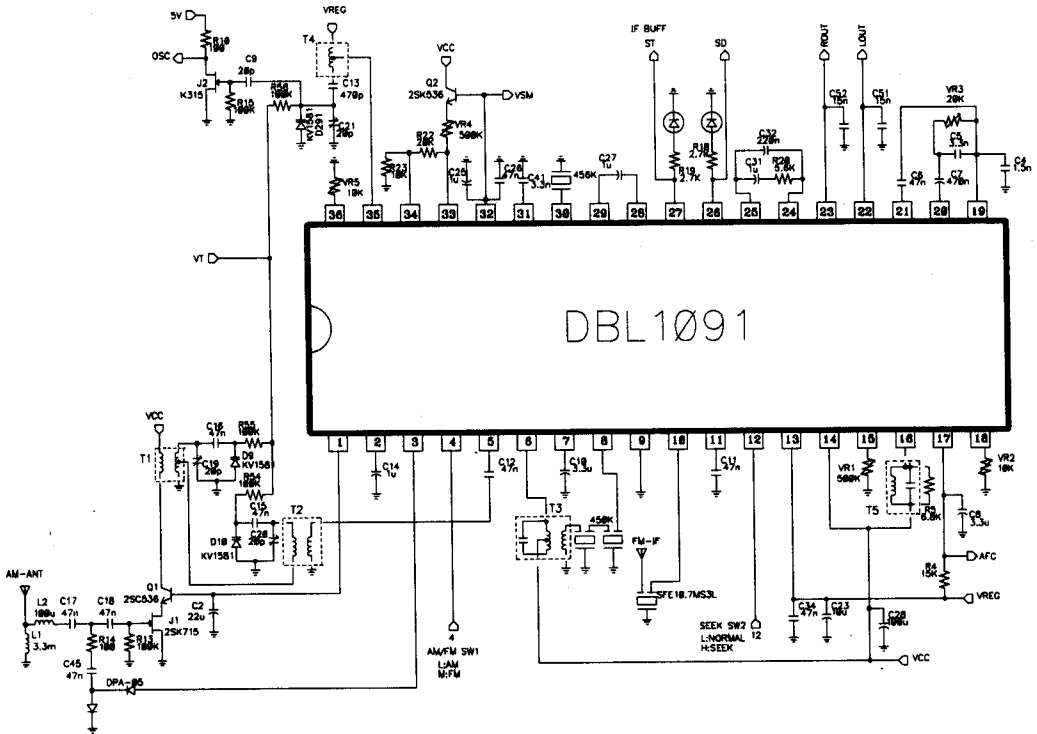 5V
VREG
IF BUFF
ST
SD
ROUT
LOUT
R10
100
T4
VCC
OSC
C9
20p
Q2
2SK536
C13
470p
J2
K315
R16
100K
R56
100K
VSM
C52
15n
C51
15n
VR3
20K
KV1581
D201
C21
20p
VR4
500K
R22
20K
R23
10K
C25
1u
C26
47n
C41
3.3n
450K
C27
1u
R18
2.7K
R19
2.7K
C32
220n
C31
1u
R20
5.6K
C5
3.3n
C6
47n
C7
470n
C4
1.5n
VR5
10K
36
35
34
33
32
31
30
29
28
27
26
25
24
23
22
21
20
19
VT
DBL1091
1
2
3
4
5
6
7
8
9
10
11
12
13
14
15
16
17
18
VCC
T1
C16
47n
R55
100K
C19
20p
D9
KV1581
R54
100K
C15
47n
C20
20p
D10
KV1581
T2
C14
1u
C12
47n
C10
3.3u
T3
450K
FM-IF
SFE10.7MS3L
C11
47n
VR1
500K
T5
R5
6.8K
VR2
10K
C8
3.3u
AFC
R4
15K
VREG
C34
47n
C23
10u
C28
100u
VCC
AM-ANT
L2
100u
C17
47n
C18
47n
Q1
2SC536
J1
2SK715
L1
3.3m
R14
100
R13
100K
C45
47n
C2
22u
DPA-05
4
AM/FM SW1
L:AM
M:FM
SEEK SW2
L:NORMAL
H:SEEK
12